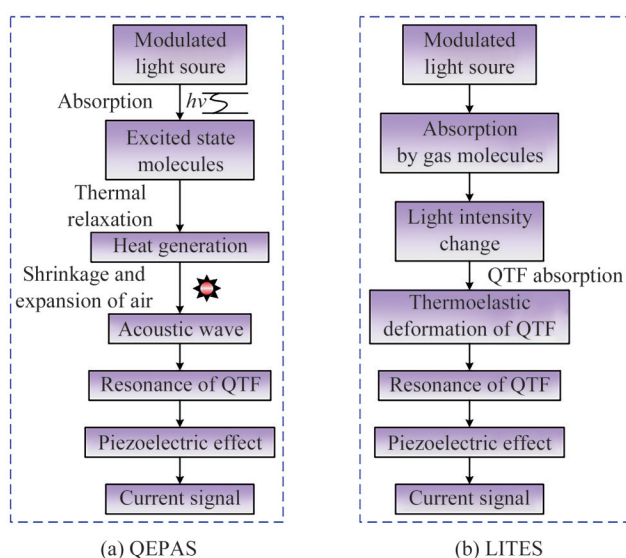 Modulated
light soure
Absorption
hv
Excited state
molecules
Thermal
relaxation
Heat generation
Shrinkage and
expansion of air
Acoustic wave
Resonance of QTF
Piezoelectric effect
Current signal
(a) QEPAS
Modulated
light soure
Absorption
by gas molecules
Light intensity
change
QTF absorption
Thermoelastic
deformation of QTF
Resonance of QTF
Piezoelectric effect
Current signal
(b) LITES